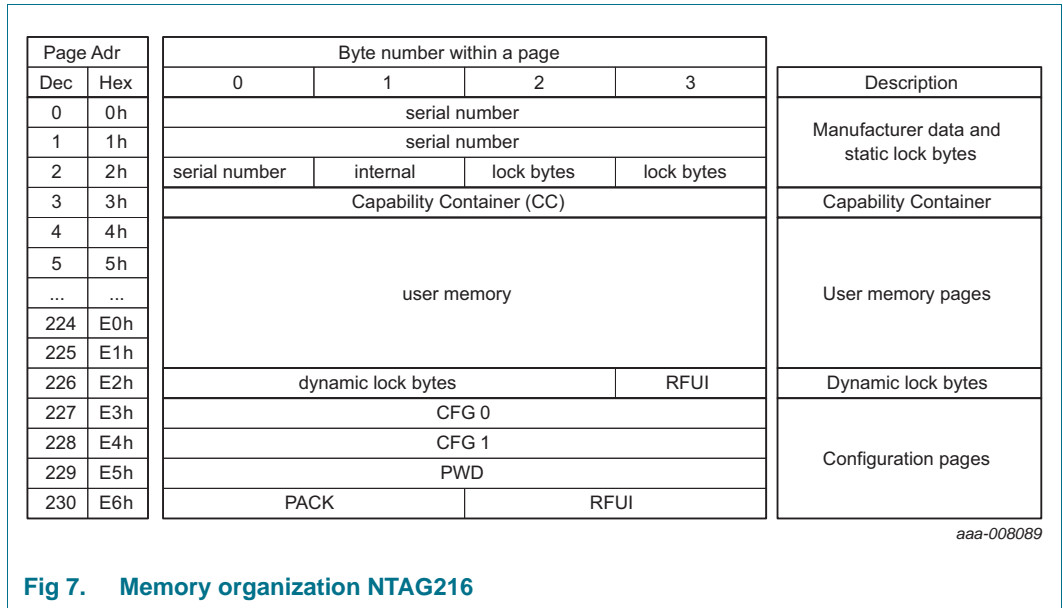 Page Adr Byte number within a page
Dec Hex 0 1 2 3 Description
0 0h serial number
1 1h serial number
Manufacturer data and
static lock bytes
2 2h serial number internal lock bytes lock bytes
3 3h Capability Container (CC) Capability Container
4 4h
5 5h
... ... user memory User memory pages
224 E0h
225 E1h
226 E2h dynamic lock bytes RFUI Dynamic lock bytes
227 E3h CFG 0
228 E4h CFG 1
Configuration pages
229 E5h PWD
230 E6h PACK RFUI
aaa-008089
Fig 7. Memory organization NTAG216